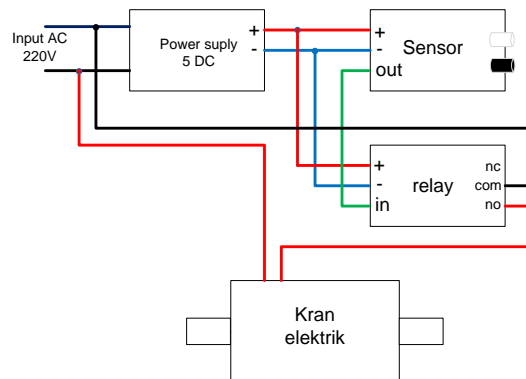 Input AC
220V
Power suply
5 DC
+
-
+
-
out
Sensor
+
-
in
relay
nc
com
no
Kran
elektrik